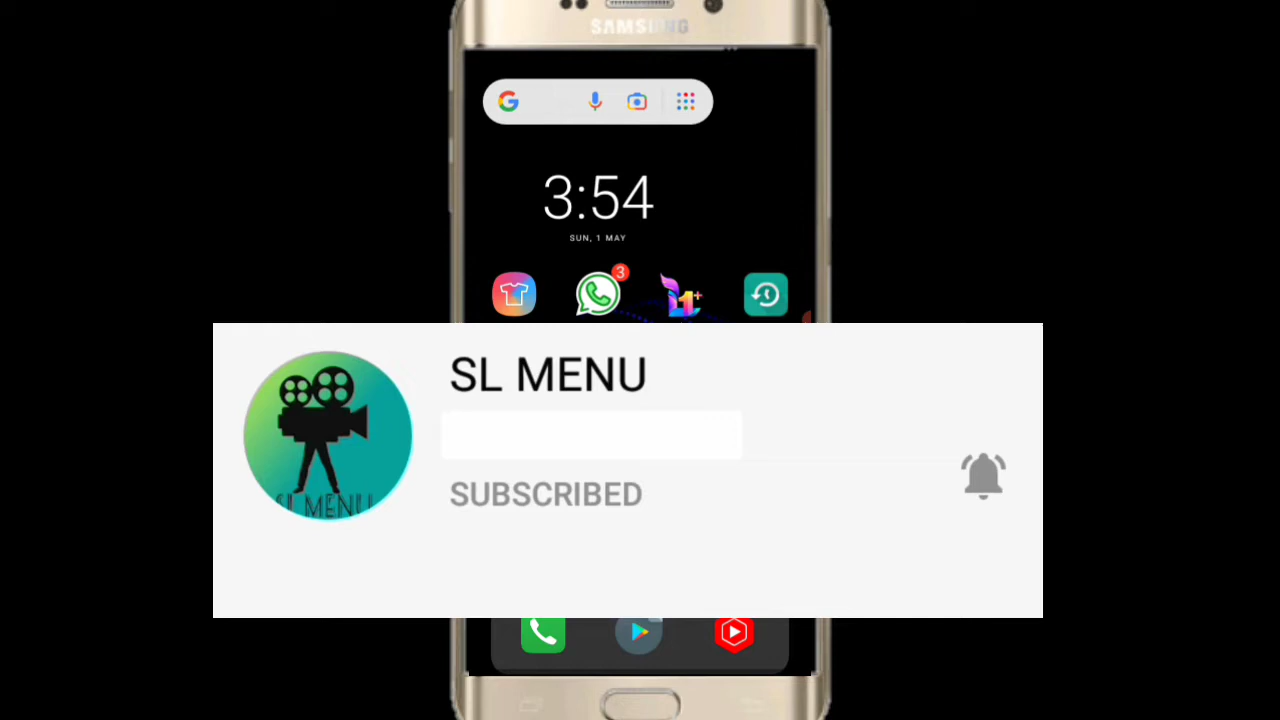 SAMSUNG
3:54
SUN, 1 MAY
3
SL MENU
SL MENU
SUBSCRIBED